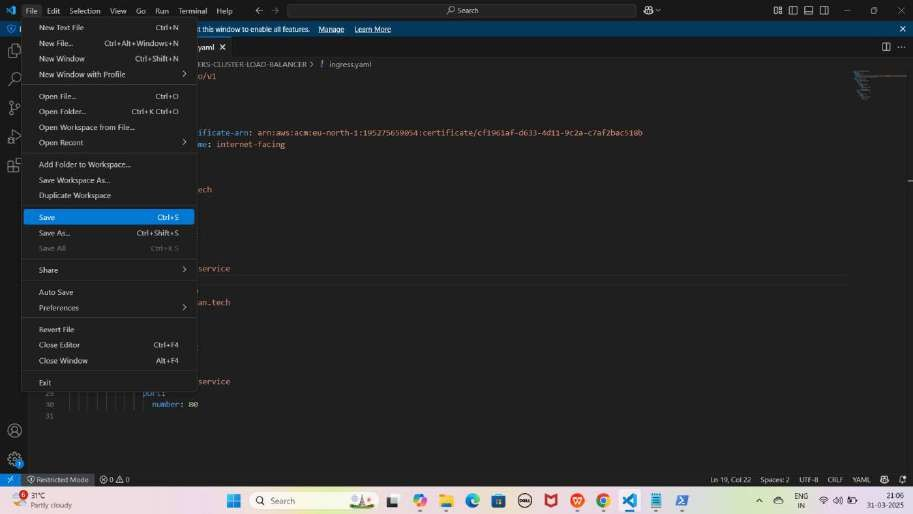 File Edit Selection View Go Run Terminal Help
Search
t this window to enable all features. Manage Learn More
New Text File Ctrl+N
New File... Ctrl+Alt+Windows+N
New Window Ctrl+Shift+N
New Window with Profile
Open File... Ctrl+O
Open Folder... Ctrl+K Ctrl+O
Open Workspace from File...
Open Recent
Add Folder to Workspace...
Save Workspace As...
Duplicate Workspace
Save Ctrl+S
Save As... Ctrl+Shift+S
Save All Ctrl+K S
Share
Auto Save
Preferences
Revert File
Close Editor Ctrl+F4
Close Window Alt+F4
Exit
.yaml
EKS-CLUSTER-LOAD-BALANCER > ! ingress.yaml
o/v1
ificate-arn: arn:aws:acm:eu-north-1:195275659054:certificate/cf1961af-d633-4d11-9c2a-c7af2bac510b
me: internet-facing
tech
service
an.tech
service
29 port:
30 number: 80
31
Restricted Mode 0 0
Ln 19, Col 22 Spaces: 2 UTF-8 CRLF YAML
6
31°C
Partly cloudy
Search
DELL
ENG
IN
21:06
31-03-2025